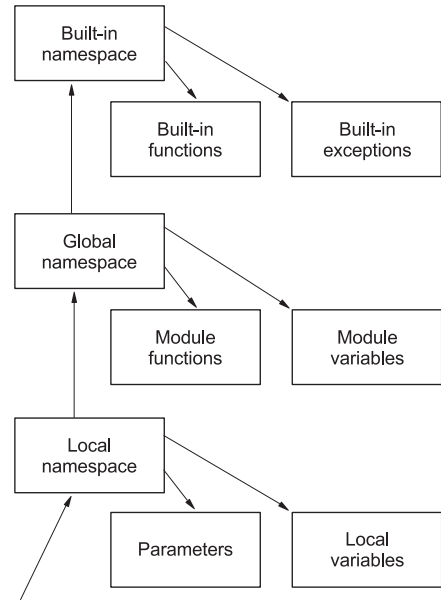 Built-in
namespace
Built-in
functions
Built-in
exceptions
Global
namespace
Module
functions
Module
variables
Local
namespace
Parameters
Local
variables